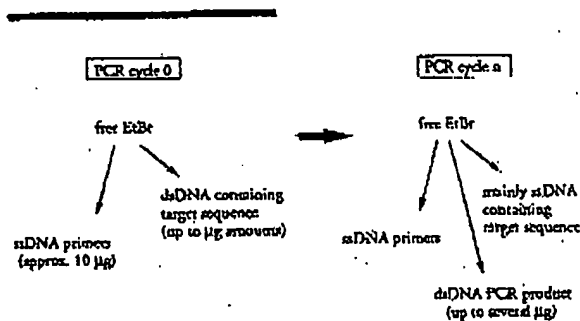 PCR cycle 0
free EtBr
dsDNA containing
target sequence
(up to µg amounts)
ssDNA primers
(approx. 10 µg)
PCR cycle n
free EtBr
mainly ssDNA
containing
target sequence
ssDNA primers
dsDNA PCR product
(up to several µg)